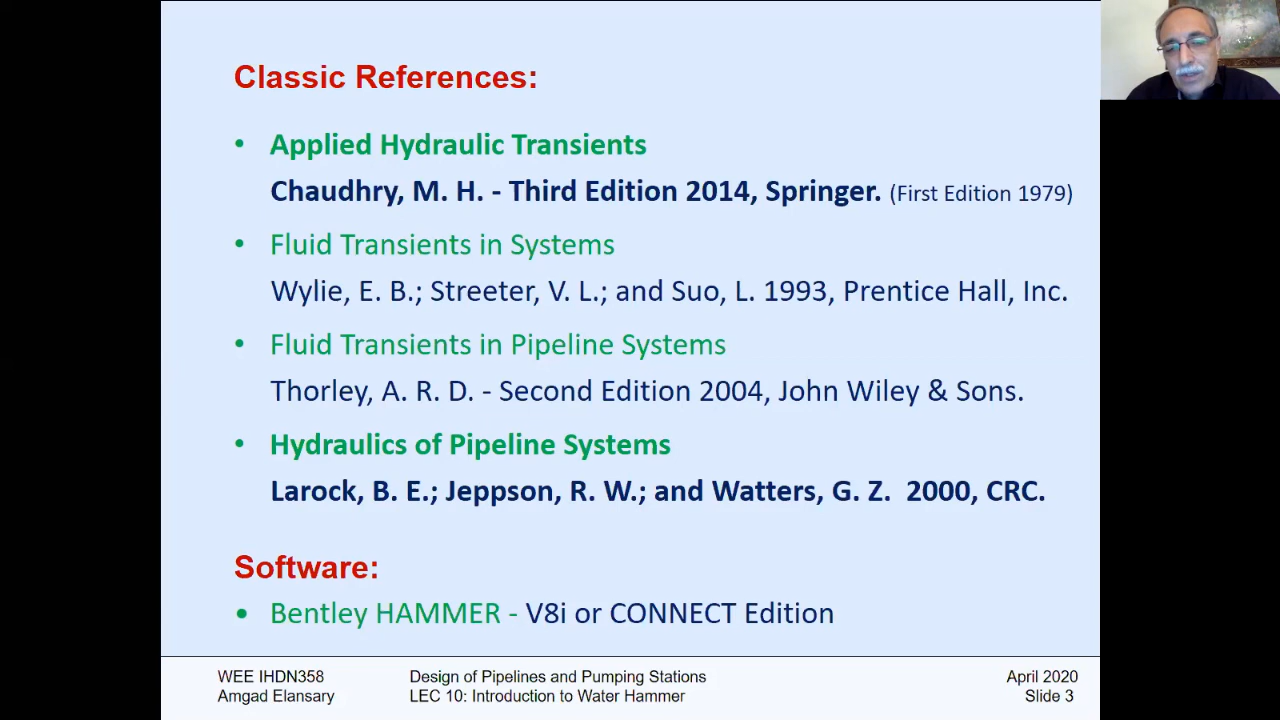 Classic References:
• Applied Hydraulic Transients
Chaudhry, M. H. - Third Edition 2014, Springer. (First Edition 1979)
• Fluid Transients in Systems
Wylie, E. B.; Streeter, V. L.; and Suo, L. 1993, Prentice Hall, Inc.
• Fluid Transients in Pipeline Systems
Thorley, A. R. D. - Second Edition 2004, John Wiley & Sons.
• Hydraulics of Pipeline Systems
Larock, B. E.; Jeppson, R. W.; and Watters, G. Z.  2000, CRC.
Software:
• Bentley HAMMER - V8i or CONNECT Edition
WEE IHDN358 Design of Pipelines and Pumping Stations April 2020
Amgad Elansary LEC 10: Introduction to Water Hammer Slide 3